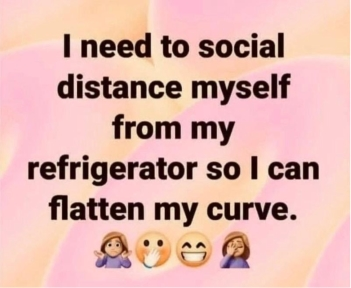 I need to social
distance myself
from my
refrigerator so I can
flatten my curve.